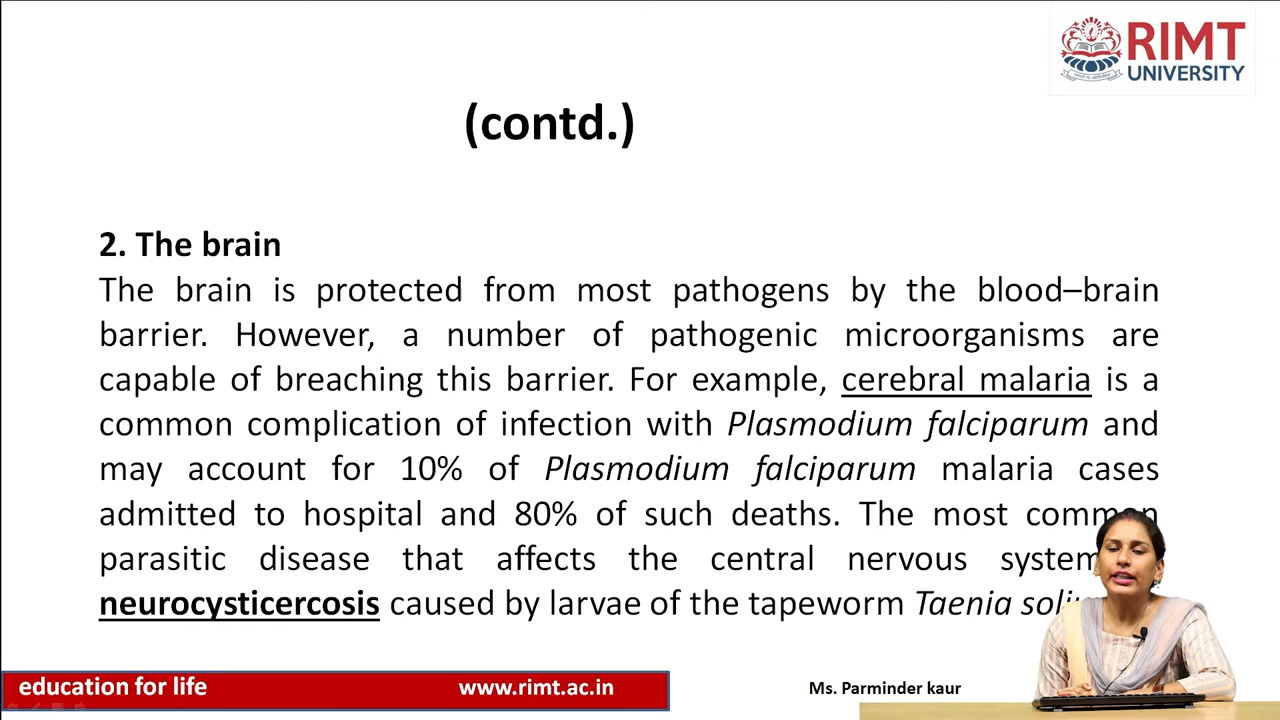 RIMT
UNIVERSITY
(contd.)
2. The brain
The brain is protected from most pathogens by the blood–brain
barrier. However, a number of pathogenic microorganisms are
capable of breaching this barrier. For example, cerebral malaria is a
common complication of infection with Plasmodium falciparum and
may account for 10% of Plasmodium falciparum malaria cases
admitted to hospital and 80% of such deaths. The most common
parasitic disease that affects the central nervous system
neurocysticercosis caused by larvae of the tapeworm Taenia
education for life
www.rimt.ac.in
Ms. Parminder kaur